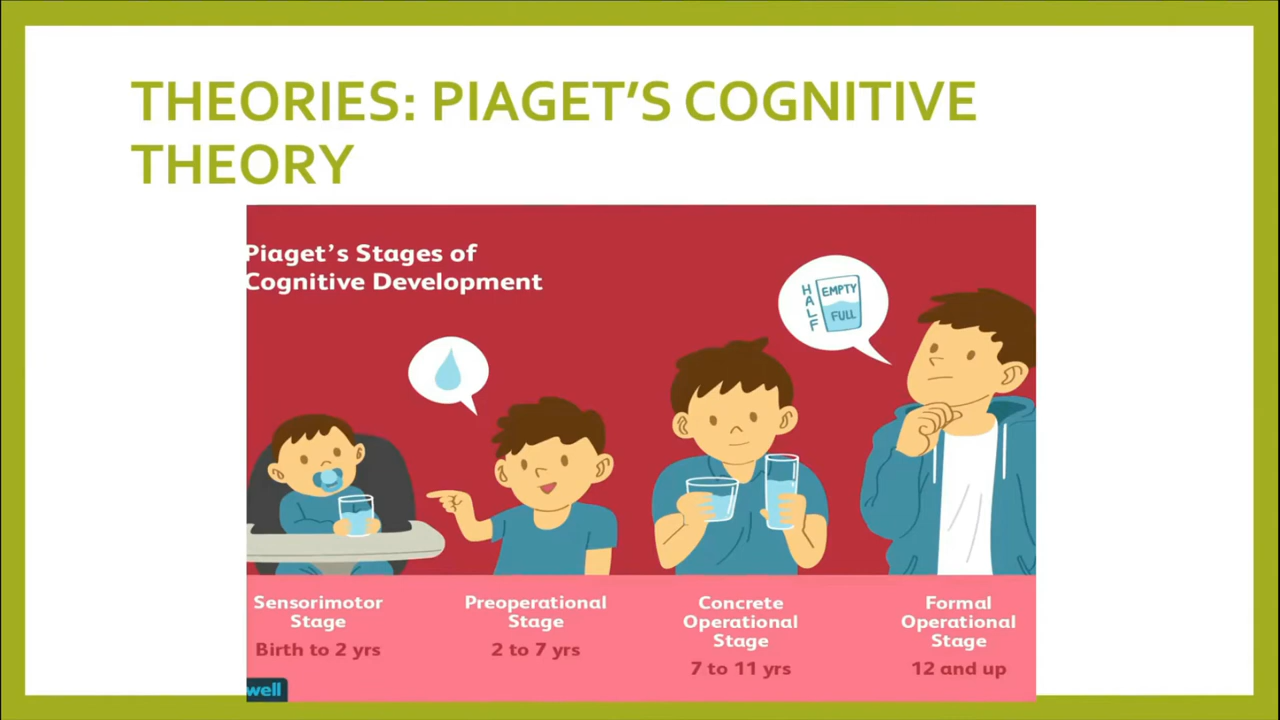 THEORIES: PIAGET'S COGNITIVE
THEORY
Piaget's Stages of
Cognitive Development
HALF
EMPTY
FULL
Sensorimotor
Stage
Birth to 2 yrs
Preoperational
Stage
2 to 7 yrs
Concrete
Operational
Stage
7 to 11 yrs
Formal
Operational
Stage
12 and up
well